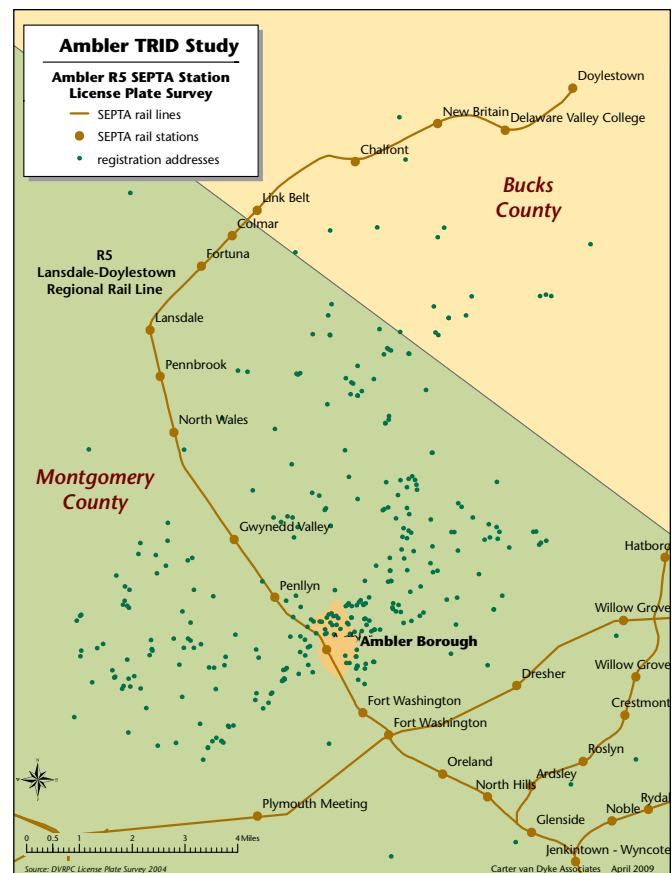 Ambler TRID Study
Ambler R5 SEPTA Station
License Plate Survey
SEPTA rail lines
SEPTA rail stations
registration addresses
Doylestown
New Britain
Delaware Valley College
Chalfont
Bucks
County
Link Belt
Colmar
R5
Lansdale-Doylestown
Regional Rail Line
Fortuna
Lansdale
Pennbrook
North Wales
Montgomery
County
Gwynedd Valley
Hatboro
Penllyn
Willow Grove
Ambler Borough
Willow Grove
Dresher
Fort Washington
Crestmont
Fort Washington
Roslyn
Oreland
Ardsley
North Hills
Plymouth Meeting
Rydal
Noble
Glenside
Jenkintown - Wyncote
N
0 0.5 1 2 3 4 Miles
Source: DVRPC License Plate Survey 2004
Carter van Dyke Associates April 2009